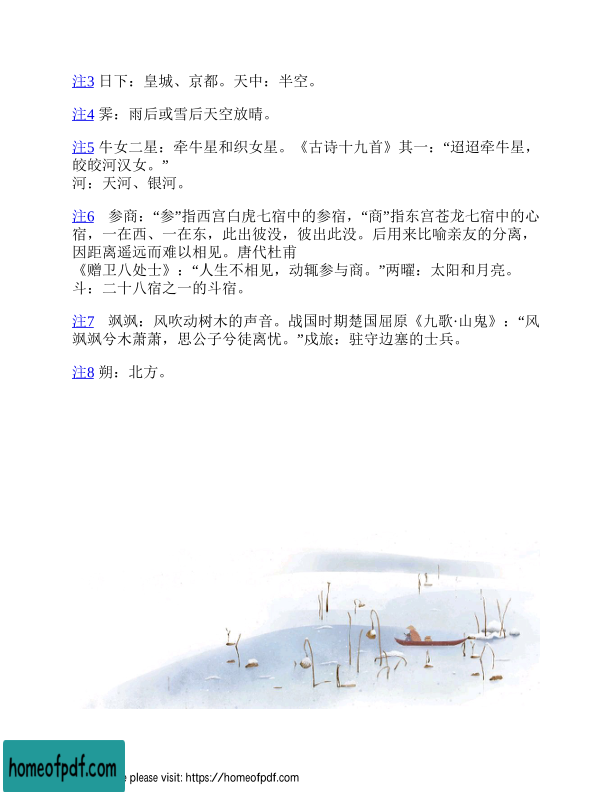 注3 日下：皇城、京都。天中：半空。
注4 霁：雨后或雪后天空放晴。
注5 牛女二星：牵牛星和织女星。《古诗十九首》其一：“迢迢牵牛星，
皎皎河汉女。”
河：天河、银河。
注6　参商：“参”指西宫白虎七宿中的参宿，“商”指东宫苍龙七宿中的心
宿，一在西、一在东，此出彼没，彼出此没。后用来比喻亲友的分离，
因距离遥远而难以相见。唐代杜甫
《赠卫八处士》：“人生不相见，动辄参与商。”两曜：太阳和月亮。
斗：二十八宿之一的斗宿。
注7　飒飒：风吹动树木的声音。战国时期楚国屈原《九歌·山鬼》：“风
飒飒兮木萧萧，思公子兮徒离忧。”戍旅：驻守边塞的士兵。
注8 朔：北方。
homeofpdf.com
e please visit: https://homeofpdf.com